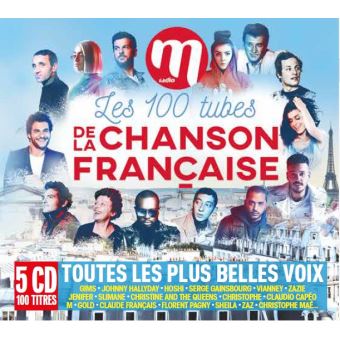 m
radio
Les 100 tubes
DE LA CHANSON
FRANÇAISE
5 CD
100 TITRES
TOUTES LES PLUS BELLES VOIX
GIMS • JOHNNY HALLYDAY • HOSHI • SERGE GAINSBOURG • VIANNEY • ZAZIE
JENIFER • SLIMANE • CHRISTINE AND THE QUEENS • CHRISTOPHE • CLAUDIO CAPÉO
M • GOLD • CLAUDE FRANÇAIS • FLORENT PAGNY • SHEILA • ZAZ • CHRISTOPHE MAÉ...